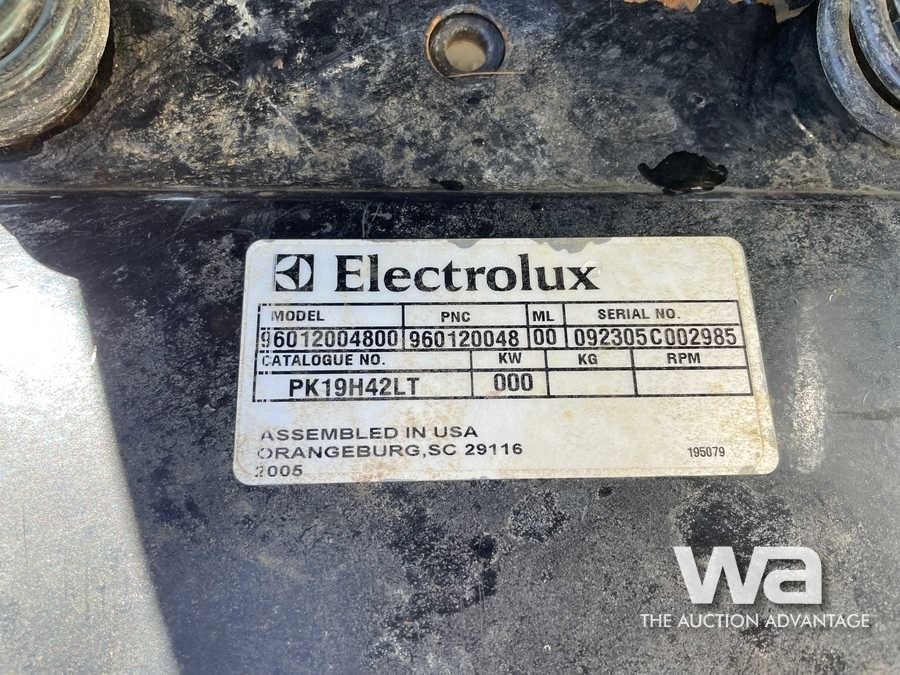 Electrolux
MODEL PNC ML SERIAL NO.
96012004800 960120048 00 092305C002985
CATALOGUE NO. KW KG RPM
PK19H42LT 000
ASSEMBLED IN USA
ORANGEBURG,SC 29116
2005 195079
wa
THE AUCTION ADVANTAGE